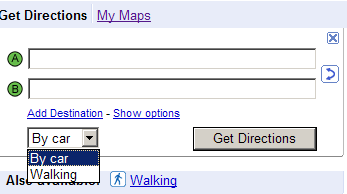 Get Directions My Maps
A
B
Add Destination - Show options
By car Get Directions
By car
Walking
Also available: Walking